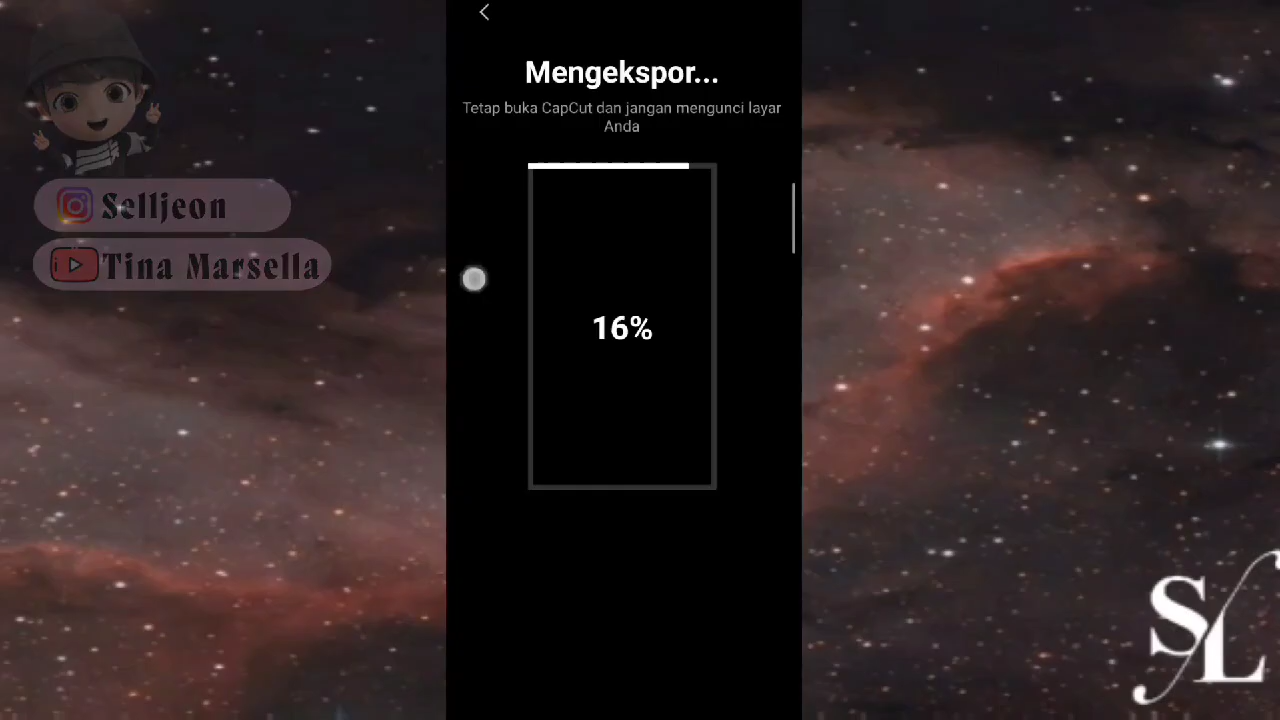 Mengekspor...
Tetap buka CapCut dan jangan mengunci layar
Anda
16%
Selljeon
Tina Marsella
SL